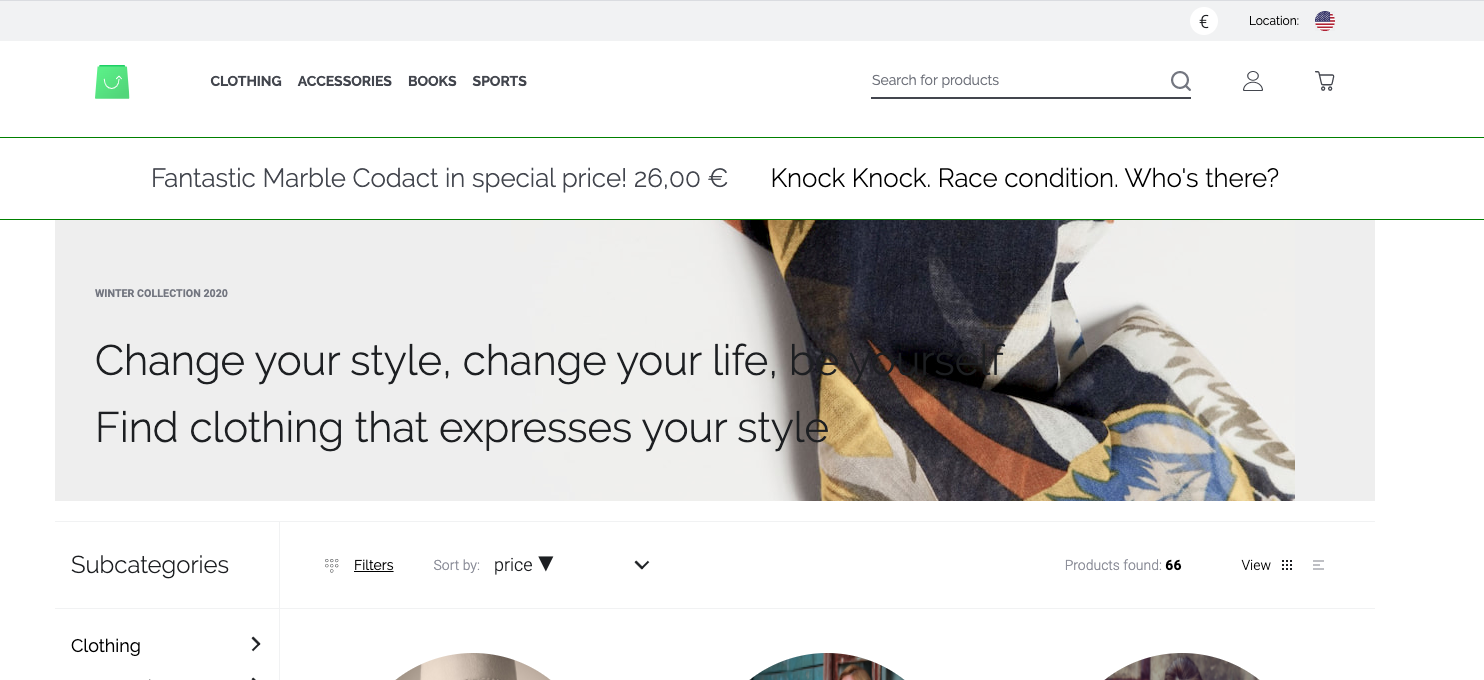 € Location:
CLOTHING ACCESSORIES BOOKS SPORTS Search for products
Fantastic Marble Codact in special price! 26,00 € Knock Knock. Race condition. Who's there?
WINTER COLLECTION 2020
Change your style, change your life, be yourself
Find clothing that expresses your style
Subcategories Filters Sort by: price ▼ Products found: 66 View
Clothing